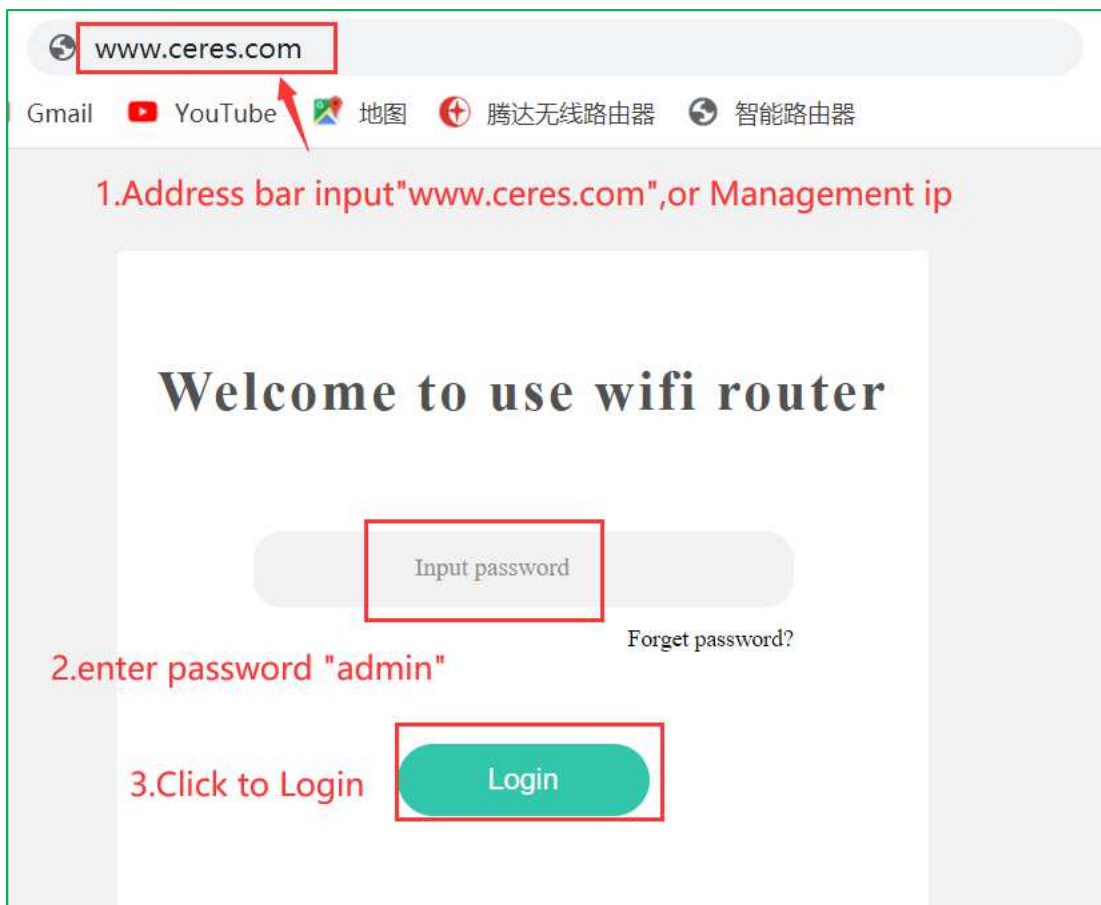 www.ceres.com
Gmail YouTube 地图 腾达无线路由器 智能路由器
1.Address bar input"www.ceres.com",or Management ip
Welcome to use wifi router
Input password
Forget password?
2.enter password "admin"
3.Click to Login
Login